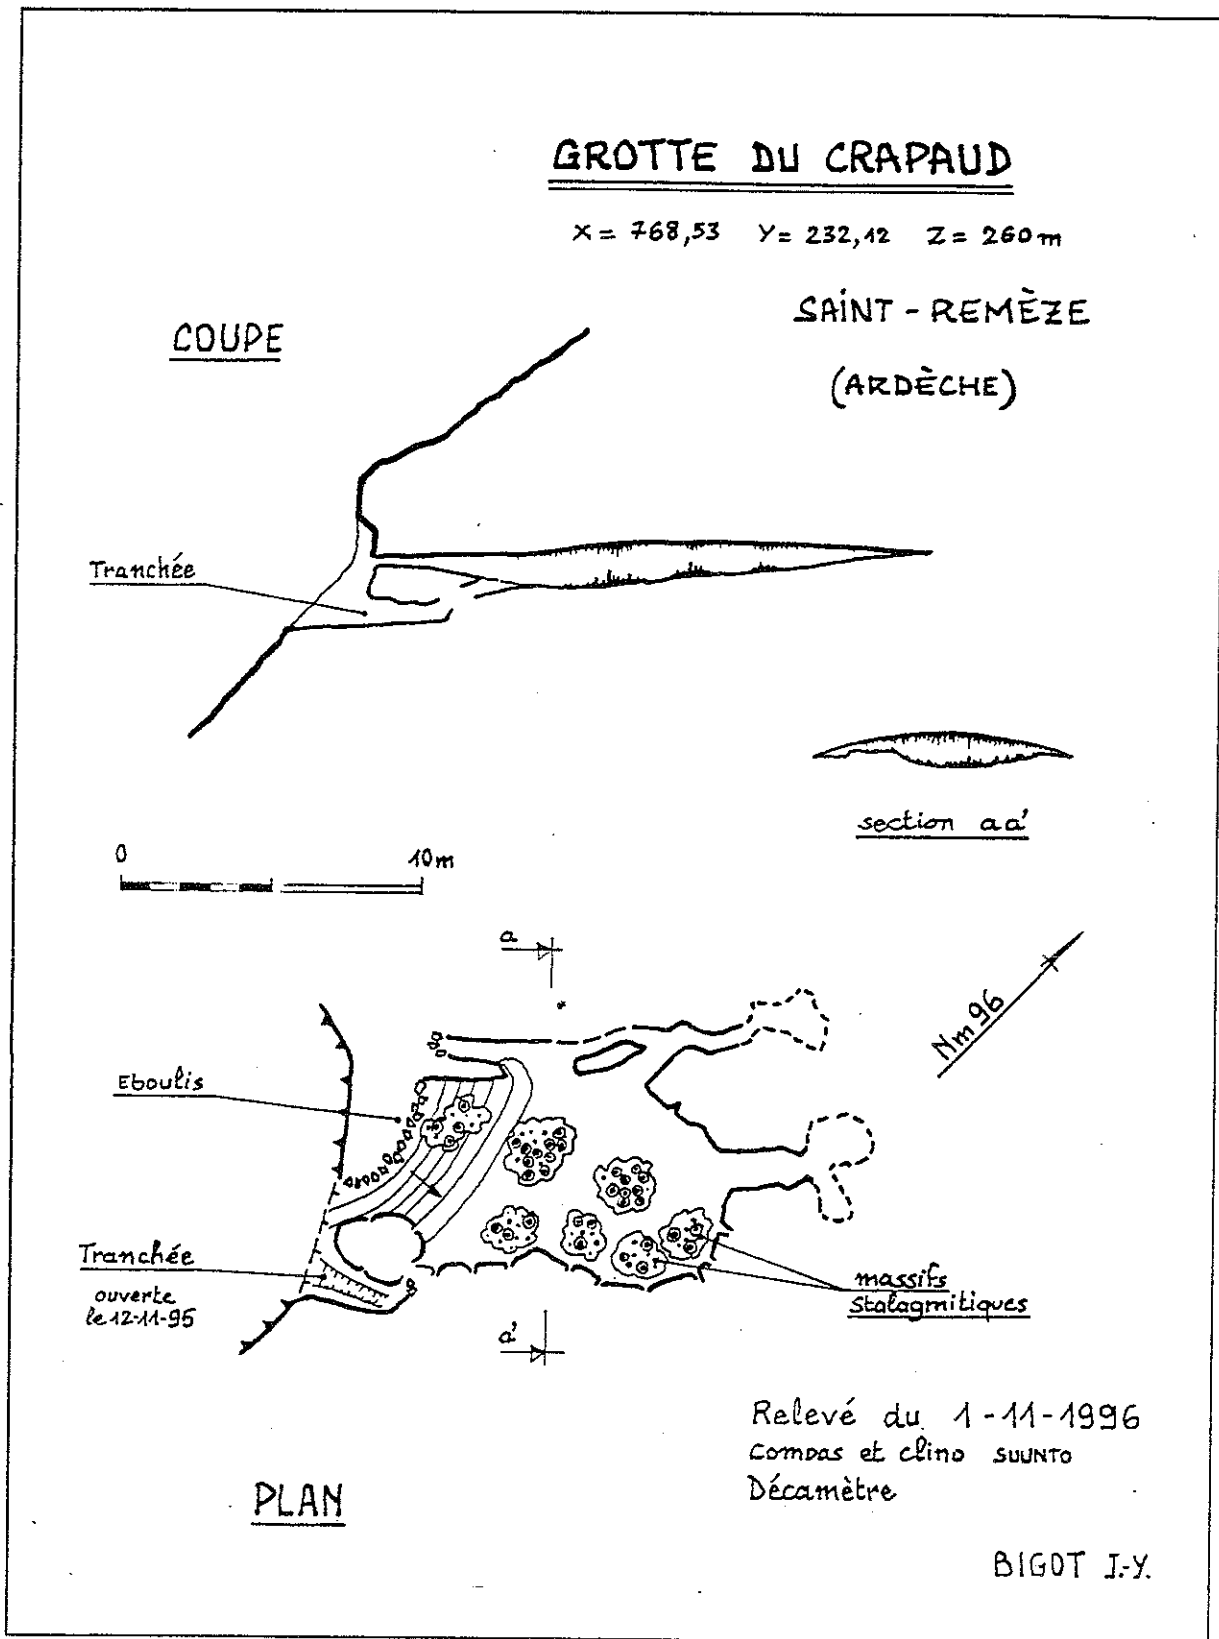 GROTTE DU CRAPAUD
X = 768,53 Y = 232,12 Z = 260 m
SAINT - REMÈZE
(ARDÈCHE)
COUPE
Tranchée
section aa'
0 10m
a
Nm 96
Eboulis
Tranchée
ouverte
le 12-11-95
massifs
Stalagmitiques
a'
Relevé du 1-11-1996
Compas et clino SUUNTO
Décamètre
PLAN
BIGOT J.-Y.